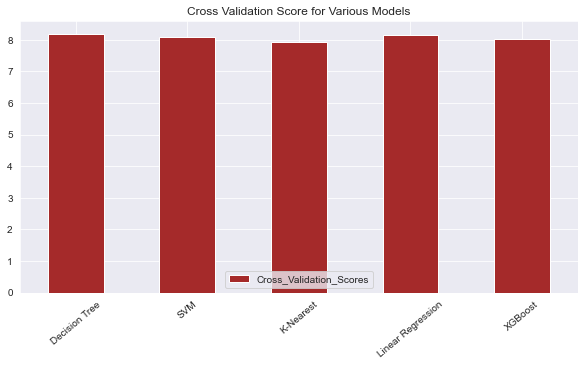 Cross Validation Score for Various Models
8
7
6
5
4
3
2
1
0
Cross_Validation_Scores
Decision Tree
SVM
K-Nearest
Linear Regression
XGBoost